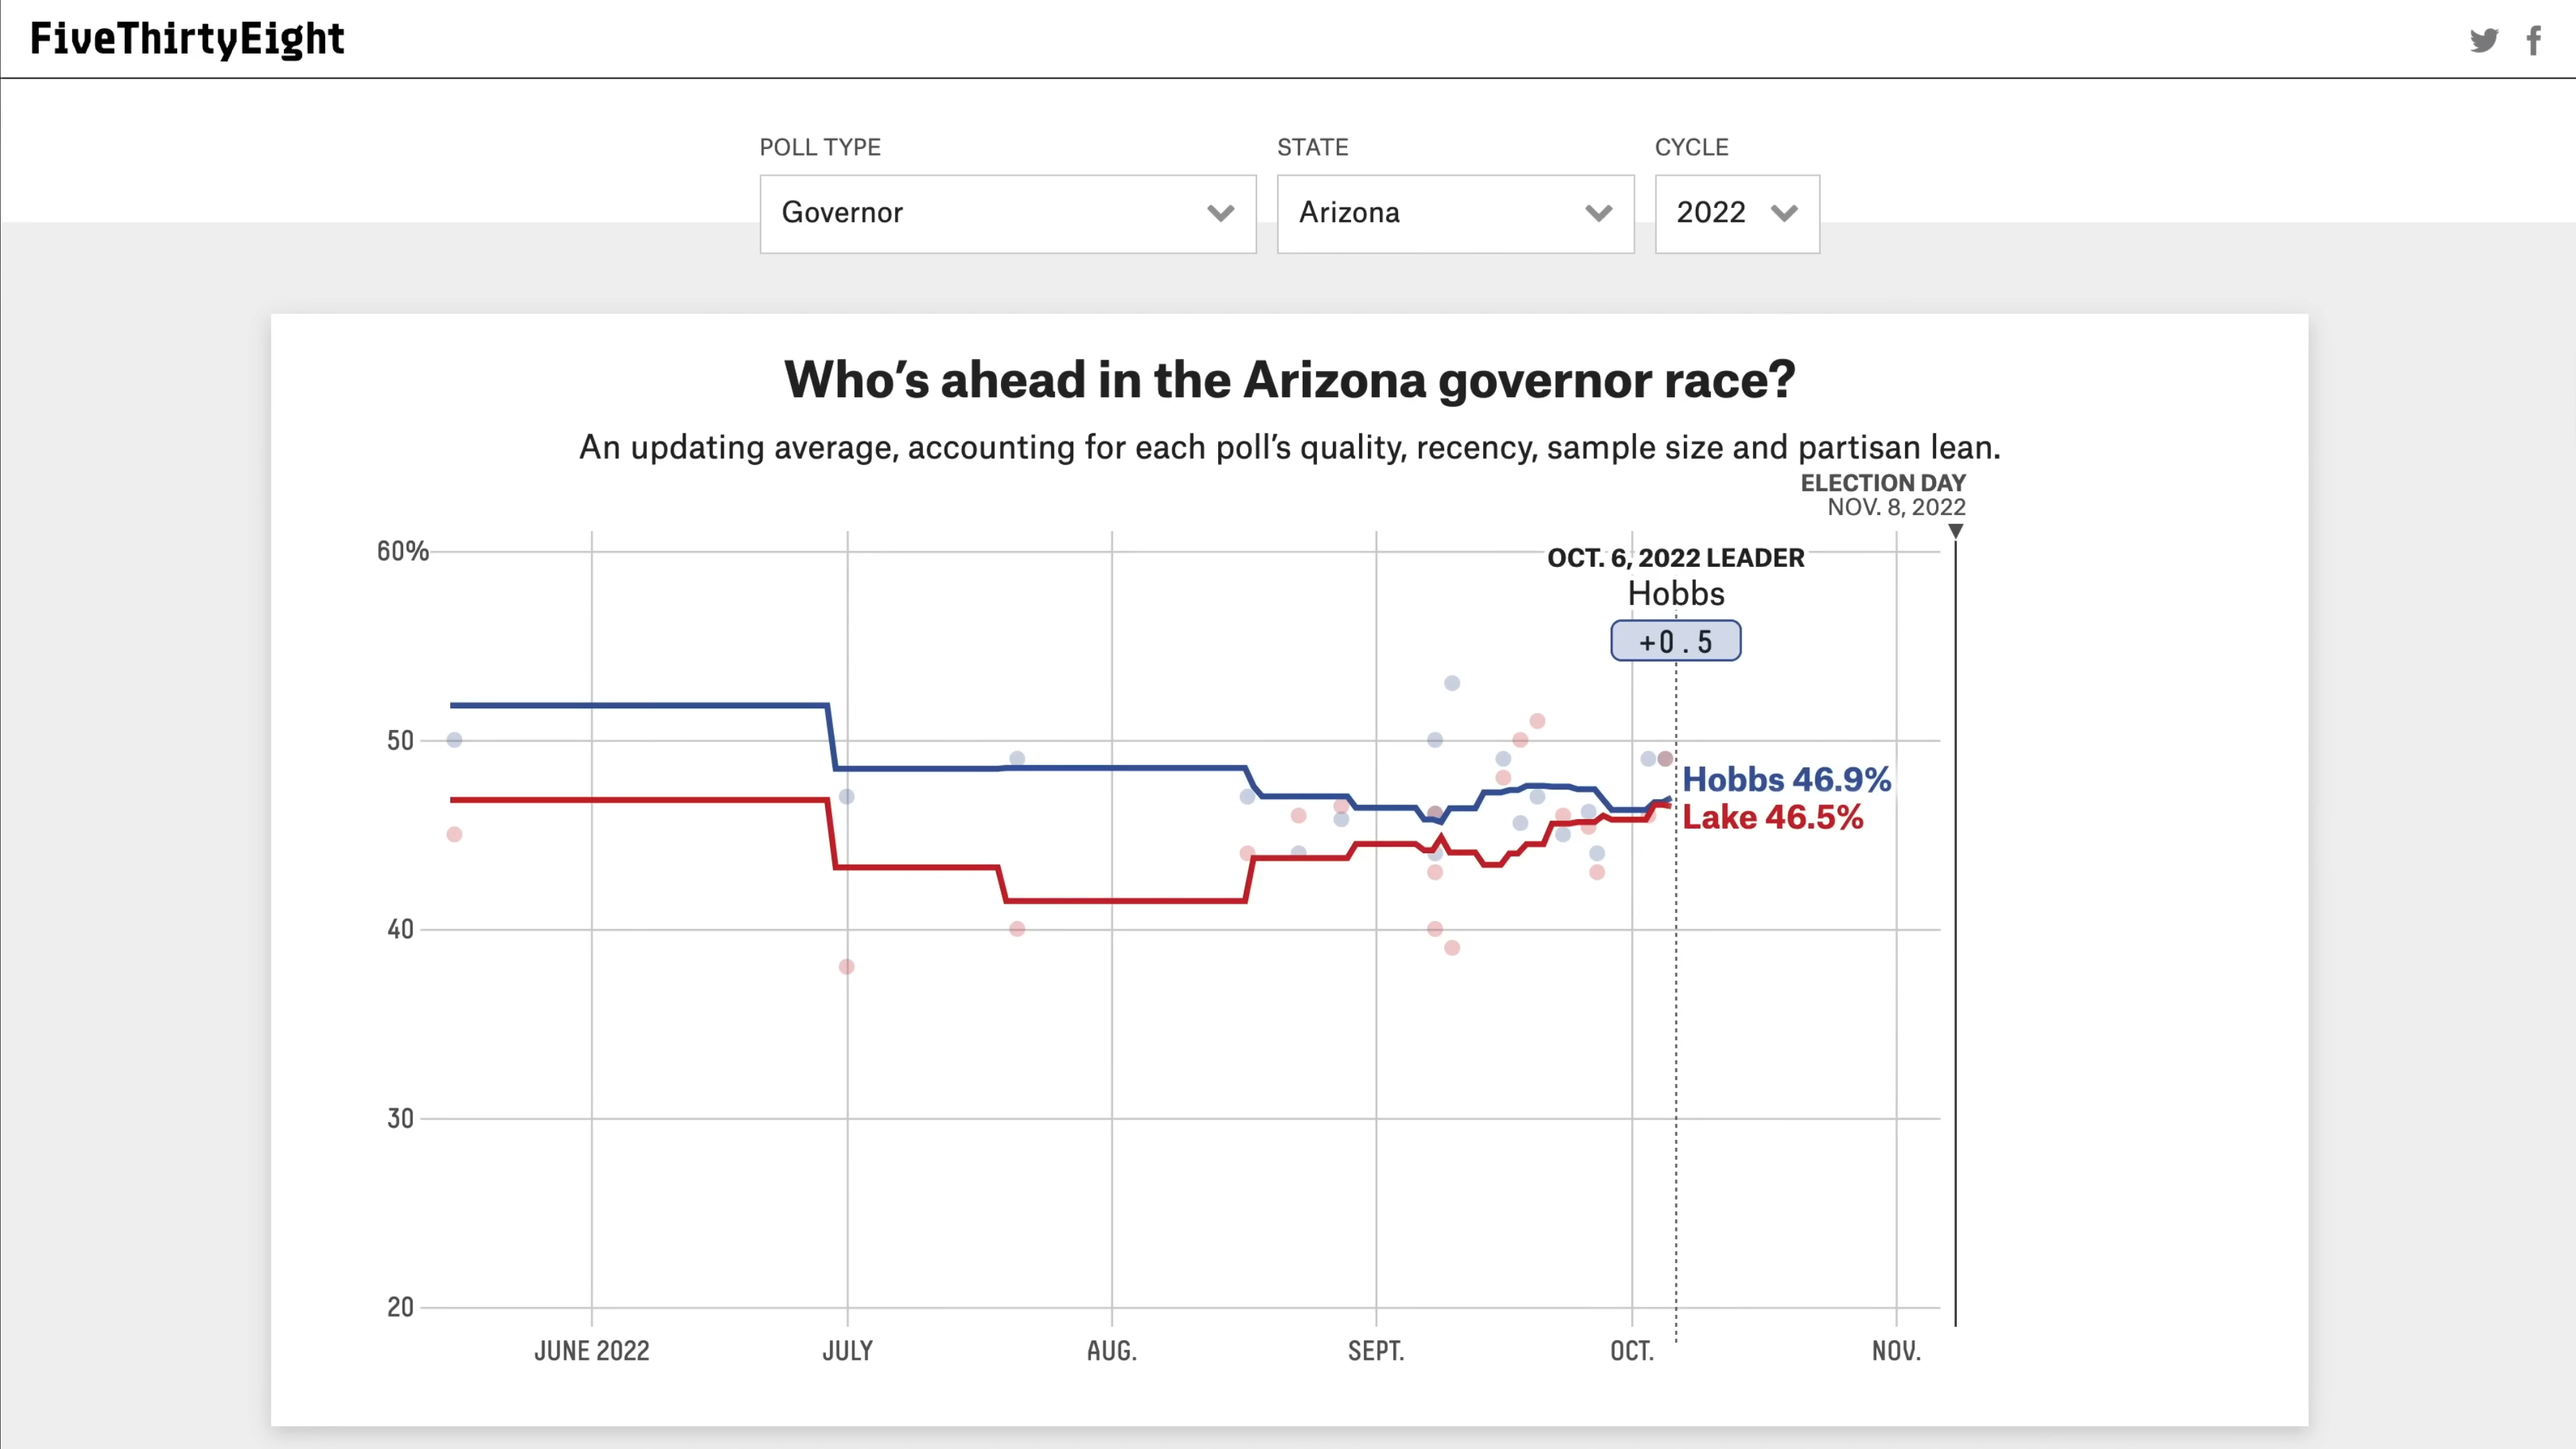 FiveThirtyEight
POLL TYPE
STATE
CYCLE
Governor
Arizona
2022
Who's ahead in the Arizona governor race?
An updating average, accounting for each poll's quality, recency, sample size and partisan lean.
ELECTION DAY
NOV. 8, 2022
60%
OCT. 6, 2022 LEADER
Hobbs
+0.5
50
Hobbs 46.9%
Lake 46.5%
40
30
20
JUNE 2022
JULY
AUG.
SEPT.
OCT.
NOV.